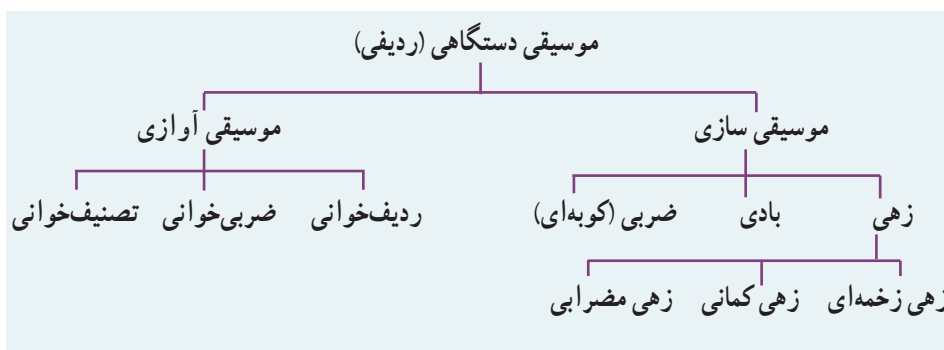 موسیقی دستگاهی (ردیفی)
موسیقی سازی موسیقی آوازی
زهی بادی ضربی (کوبه‌ای) ردیف‌خوانی ضربی‌خوانی تصنیف‌خوانی
زهی زخمه‌ای زهی کمانی زهی مضرابی